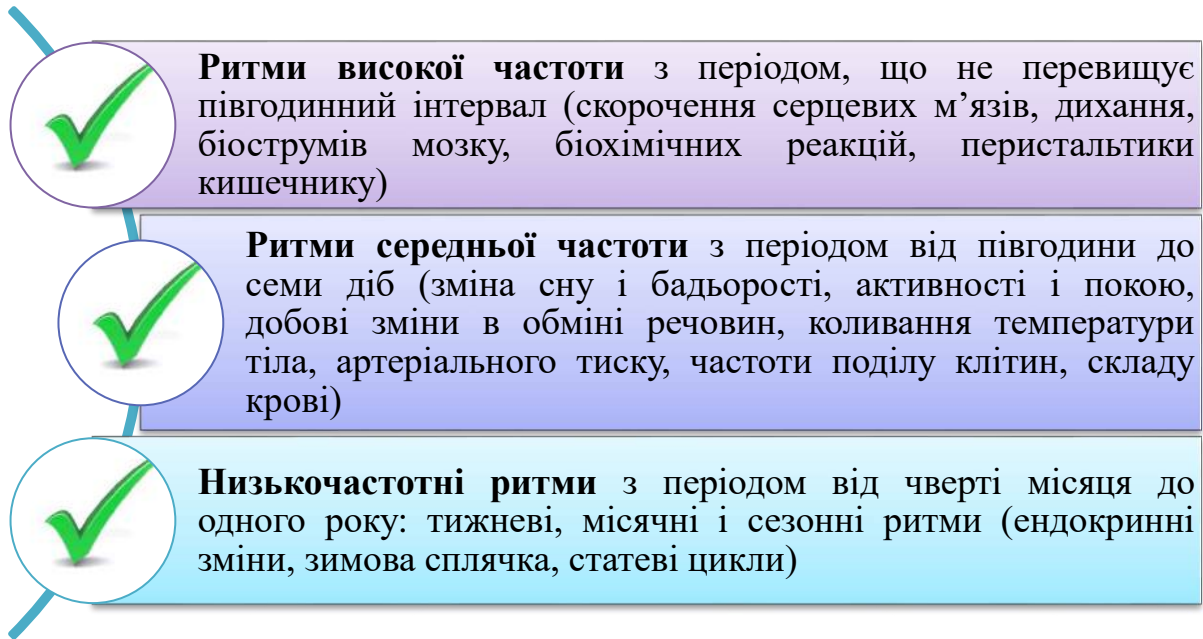 Ритми високої частоти з періодом, що не перевищує
півгодинний інтервал (скорочення серцевих м’язів, дихання,
біострумів мозку, біохімічних реакцій, перистальтики
кишечнику)
Ритми середньої частоти з періодом від півгодини до
семи діб (зміна сну і бадьорості, активності і покою,
добові зміни в обміні речовин, коливання температури
тіла, артеріального тиску, частоти поділу клітин, складу
крові)
Низькочастотні ритми з періодом від чверті місяця до
одного року: тижневі, місячні і сезонні ритми (ендокринні
зміни, зимова сплячка, статеві цикли)